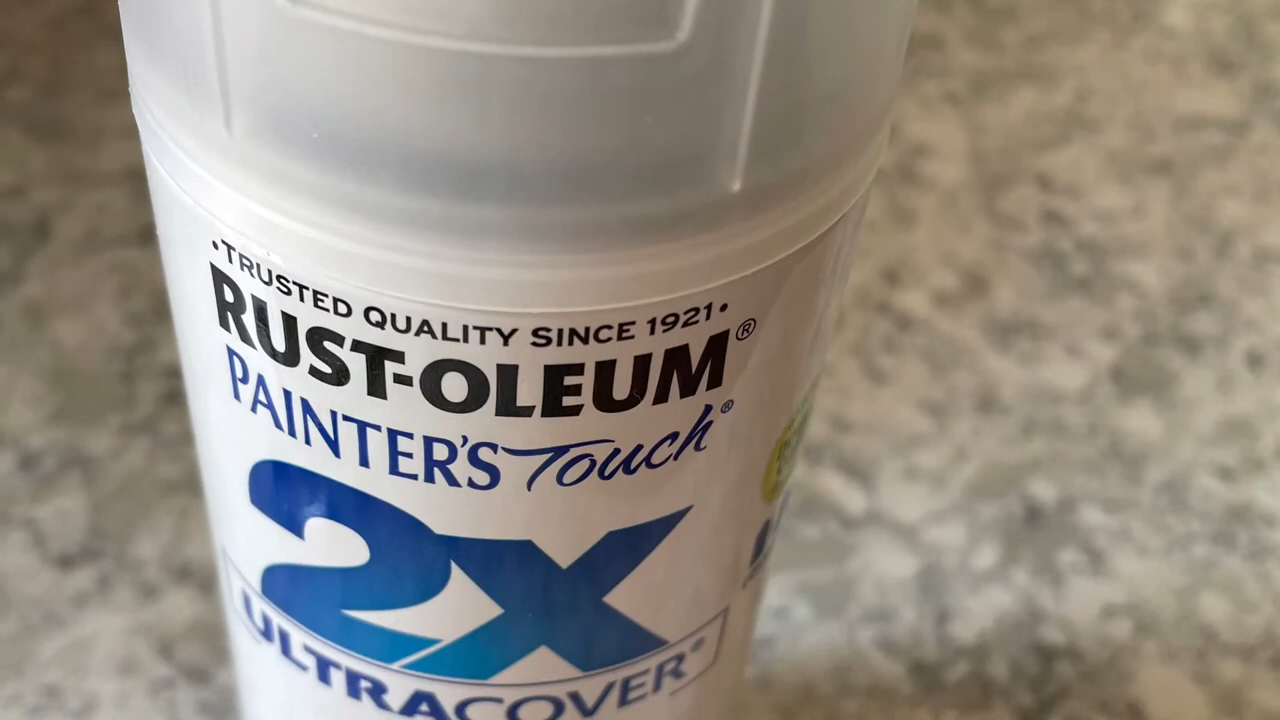 •TRUSTED QUALITY SINCE 1921•
RUST-OLEUM®
PAINTER'S Touch®
2X
ULTRACOVER®